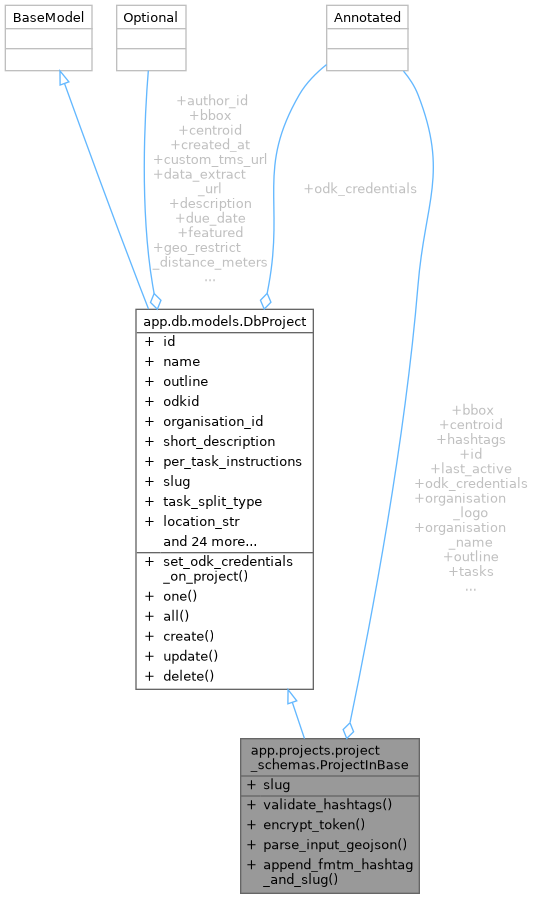 BaseModel
Optional
Annotated
+author_id
+bbox
+centroid
+created_at
+custom_tms_url
+data_extract
_url
+description
+due_date
+featured
+geo_restrict
_distance_meters
...
+odk_credentials
app.db.models.DbProject
+ id
+ name
+ outline
+ odkid
+ organisation_id
+ short_description
+ per_task_instructions
+ slug
+ task_split_type
+ location_str
and 24 more...
+ set_odk_credentials
_on_project()
+ one()
+ all()
+ create()
+ update()
+ delete()
+bbox
+centroid
+hashtags
+id
+last_active
+odk_credentials
+organisation
_logo
+organisation
_name
+outline
+tasks
...
app.projects.project
_schemas.ProjectInBase
+ slug
+ validate_hashtags()
+ encrypt_token()
+ parse_input_geojson()
+ append_fmtm_hashtag
_and_slug()